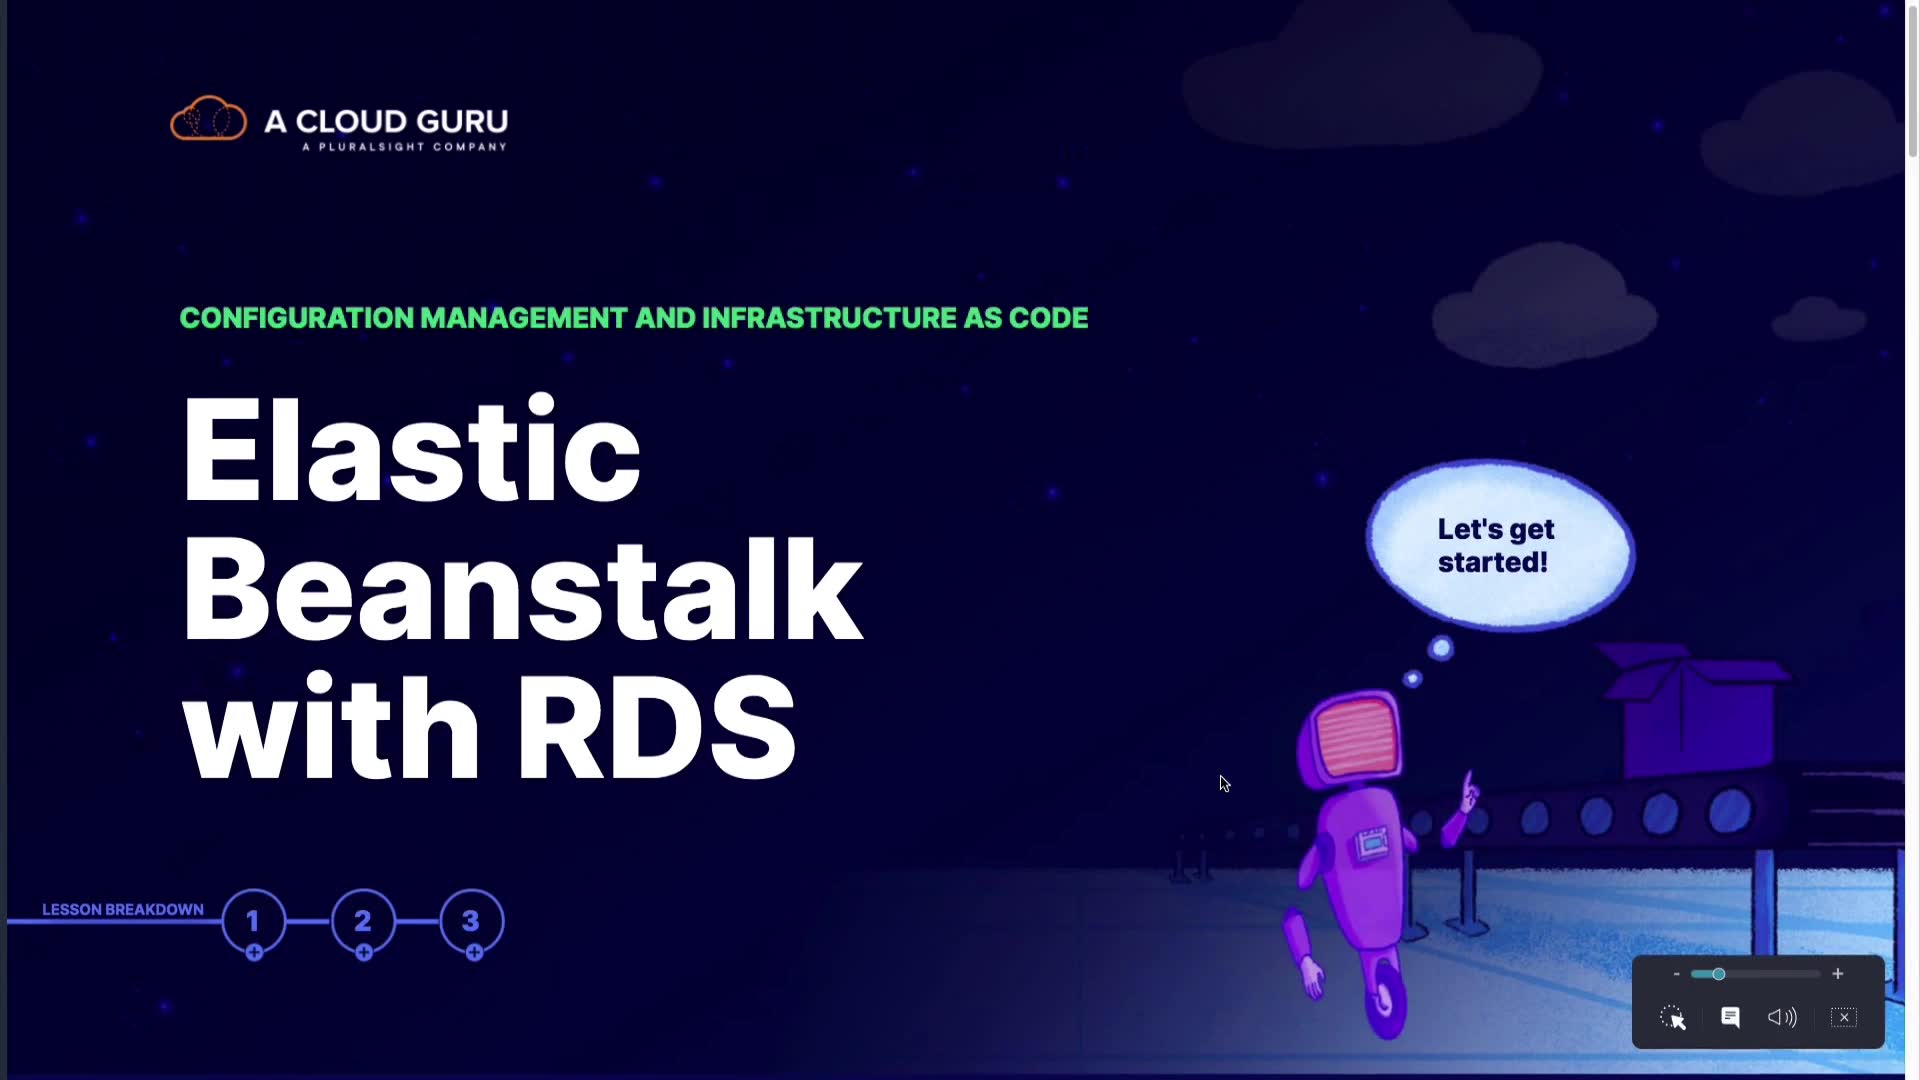 A CLOUD GURU
A PLURALSIGHT COMPANY
CONFIGURATION MANAGEMENT AND INFRASTRUCTURE AS CODE
Elastic
Beanstalk
with RDS
Let's get
started!
LESSON BREAKDOWN
1
2
3